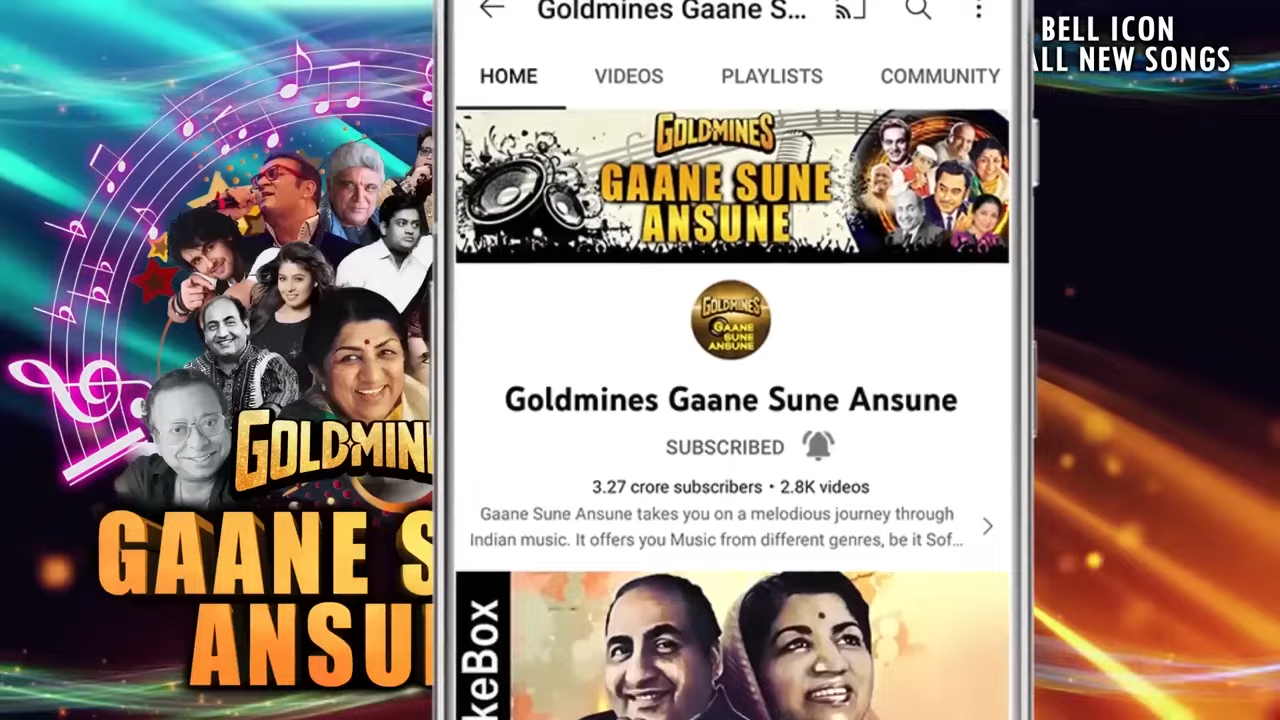 Goldmines Gaane S...
HOME VIDEOS PLAYLISTS COMMUNITY
GOLDMINES
GAANE SUNE
ANSUNE
GOLDMINES
GAANE
SUNE
ANSUNE
Goldmines Gaane Sune Ansune
SUBSCRIBED
3.27 crore subscribers • 2.8K videos
Gaane Sune Ansune takes you on a melodious journey through
Indian music. It offers you Music from different genres, be it Sof...
keBox
GOLDMIN
GAANE S
ANSU
BELL ICON
ALL NEW SONGS